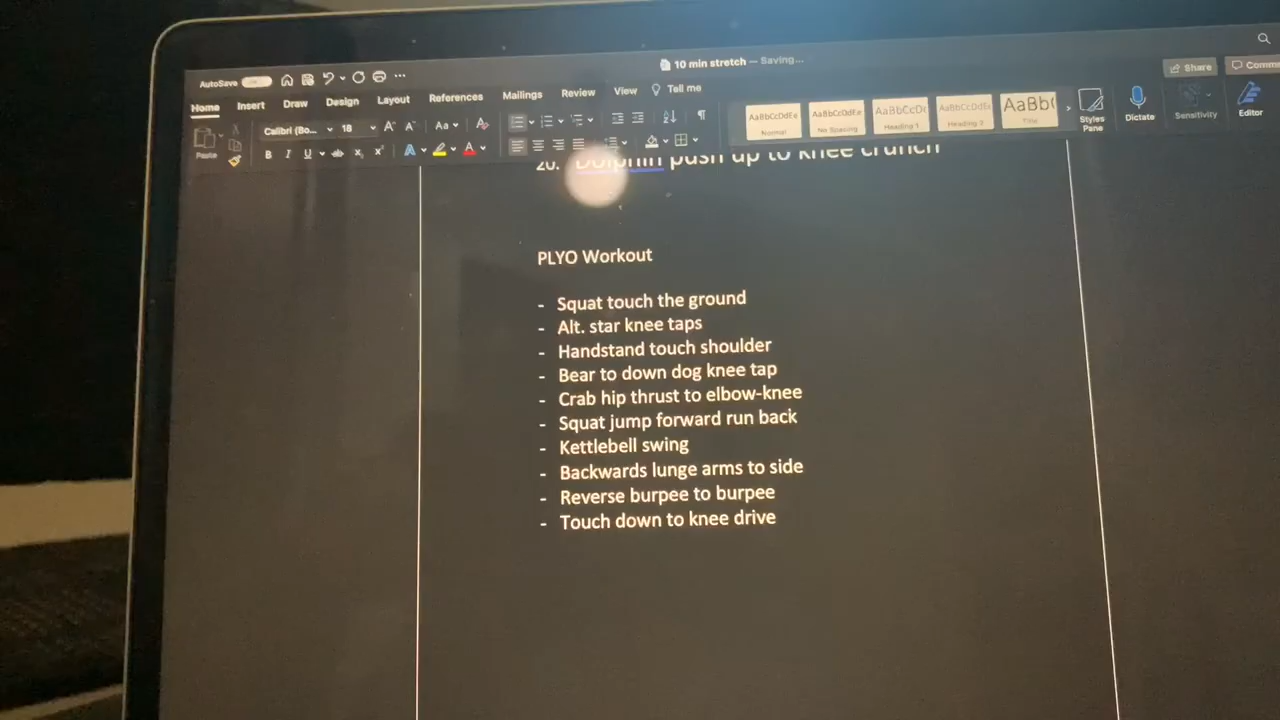 10 min stretch — Saving...
AutoSave
Home Insert Draw Design Layout References Mailings Review View Tell me
Share
Paste
Calibri (Bo... 18
AaBbCcDdEe
Normal
AaBbCcDdEe
No Spacing
Heading 1
Heading 2
AaBb(
Title
Styles
Pane
Dictate
Sensitivity
Editor
20. Dolphin push up to knee crunch
PLYO Workout
- Squat touch the ground
- Alt. star knee taps
- Handstand touch shoulder
- Bear to down dog knee tap
- Crab hip thrust to elbow-knee
- Squat jump forward run back
- Kettlebell swing
- Backwards lunge arms to side
- Reverse burpee to burpee
- Touch down to knee drive